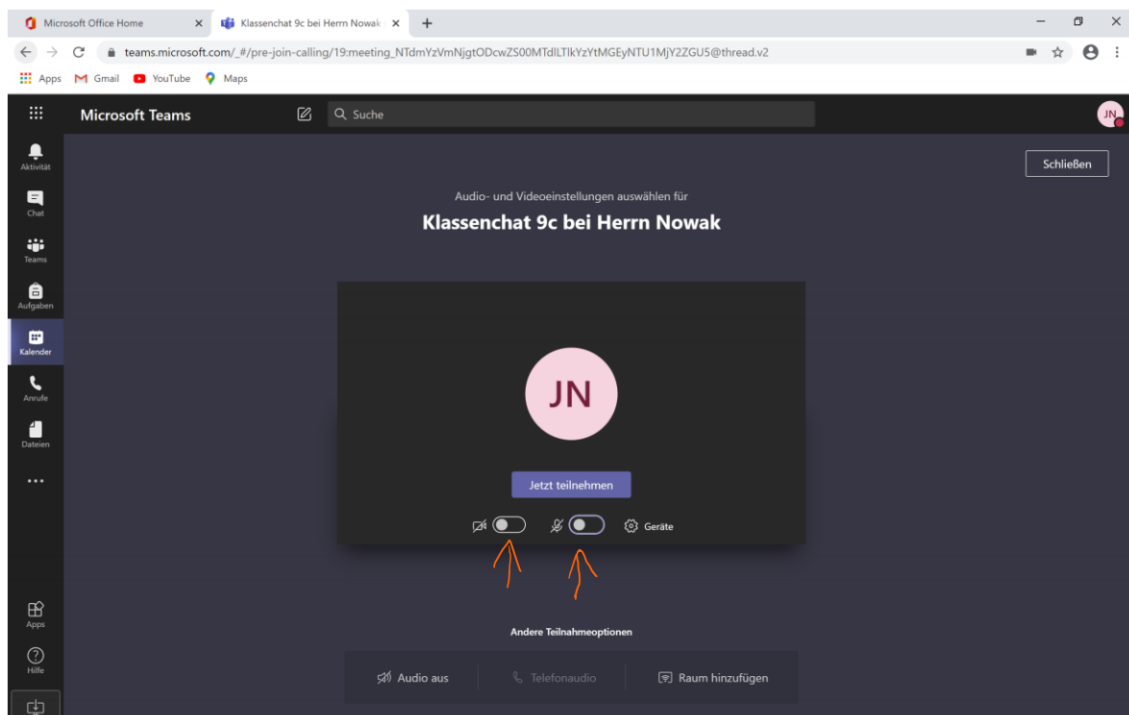 Microsoft Office Home
Klassenchat 9c bei Herrn Nowak |
teams.microsoft.com/_#/pre-join-calling/19:meeting_NTdmYzVmNjgtODcwZS00MTdlLTlkYzYtMGEyNTU1MjY2ZGU5@thread.v2
Apps Gmail YouTube Maps
Microsoft Teams
Suche
JN
Aktivität
Chat
Teams
Aufgaben
Kalender
Anrufe
Dateien
Schließen
Audio- und Videoeinstellungen auswählen für
Klassenchat 9c bei Herrn Nowak
JN
Jetzt teilnehmen
Geräte
Andere Teilnahmeoptionen
Audio aus
Telefonaudio
Raum hinzufügen
Apps
Hilfe